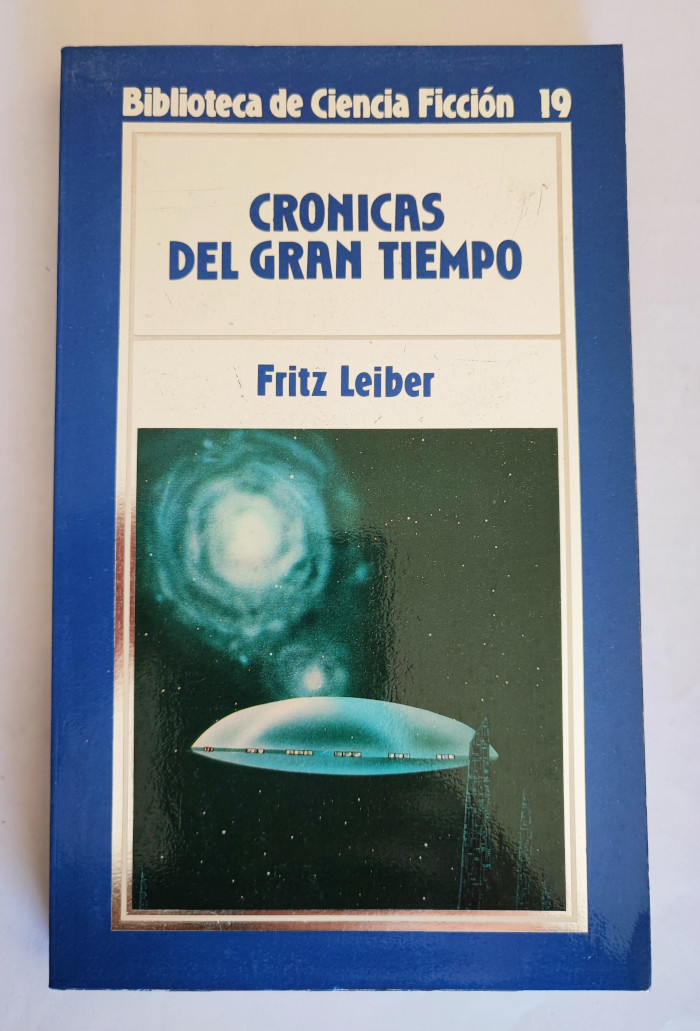 Biblioteca de Ciencia Ficción 19
CRONICAS
DEL GRAN TIEMPO
Fritz Leiber